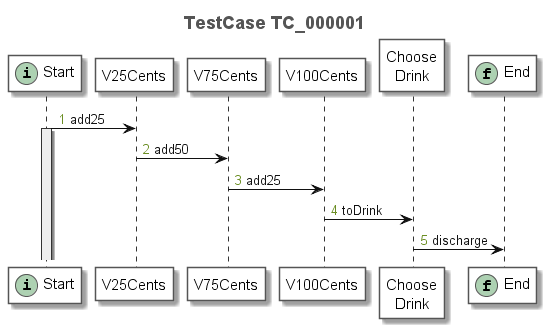 TestCase TC_000001
i Start
V25Cents
V75Cents
V100Cents
Choose
Drink
f End
1 add25
2 add50
3 add25
4 toDrink
5 discharge
i Start
V25Cents
V75Cents
V100Cents
Choose
Drink
f End